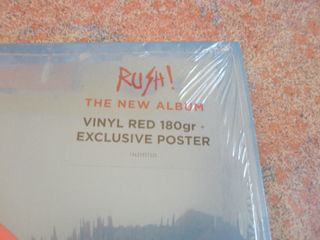 RUSH!
THE NEW ALBUM
VINYL RED 180gr +
EXCLUSIVE POSTER